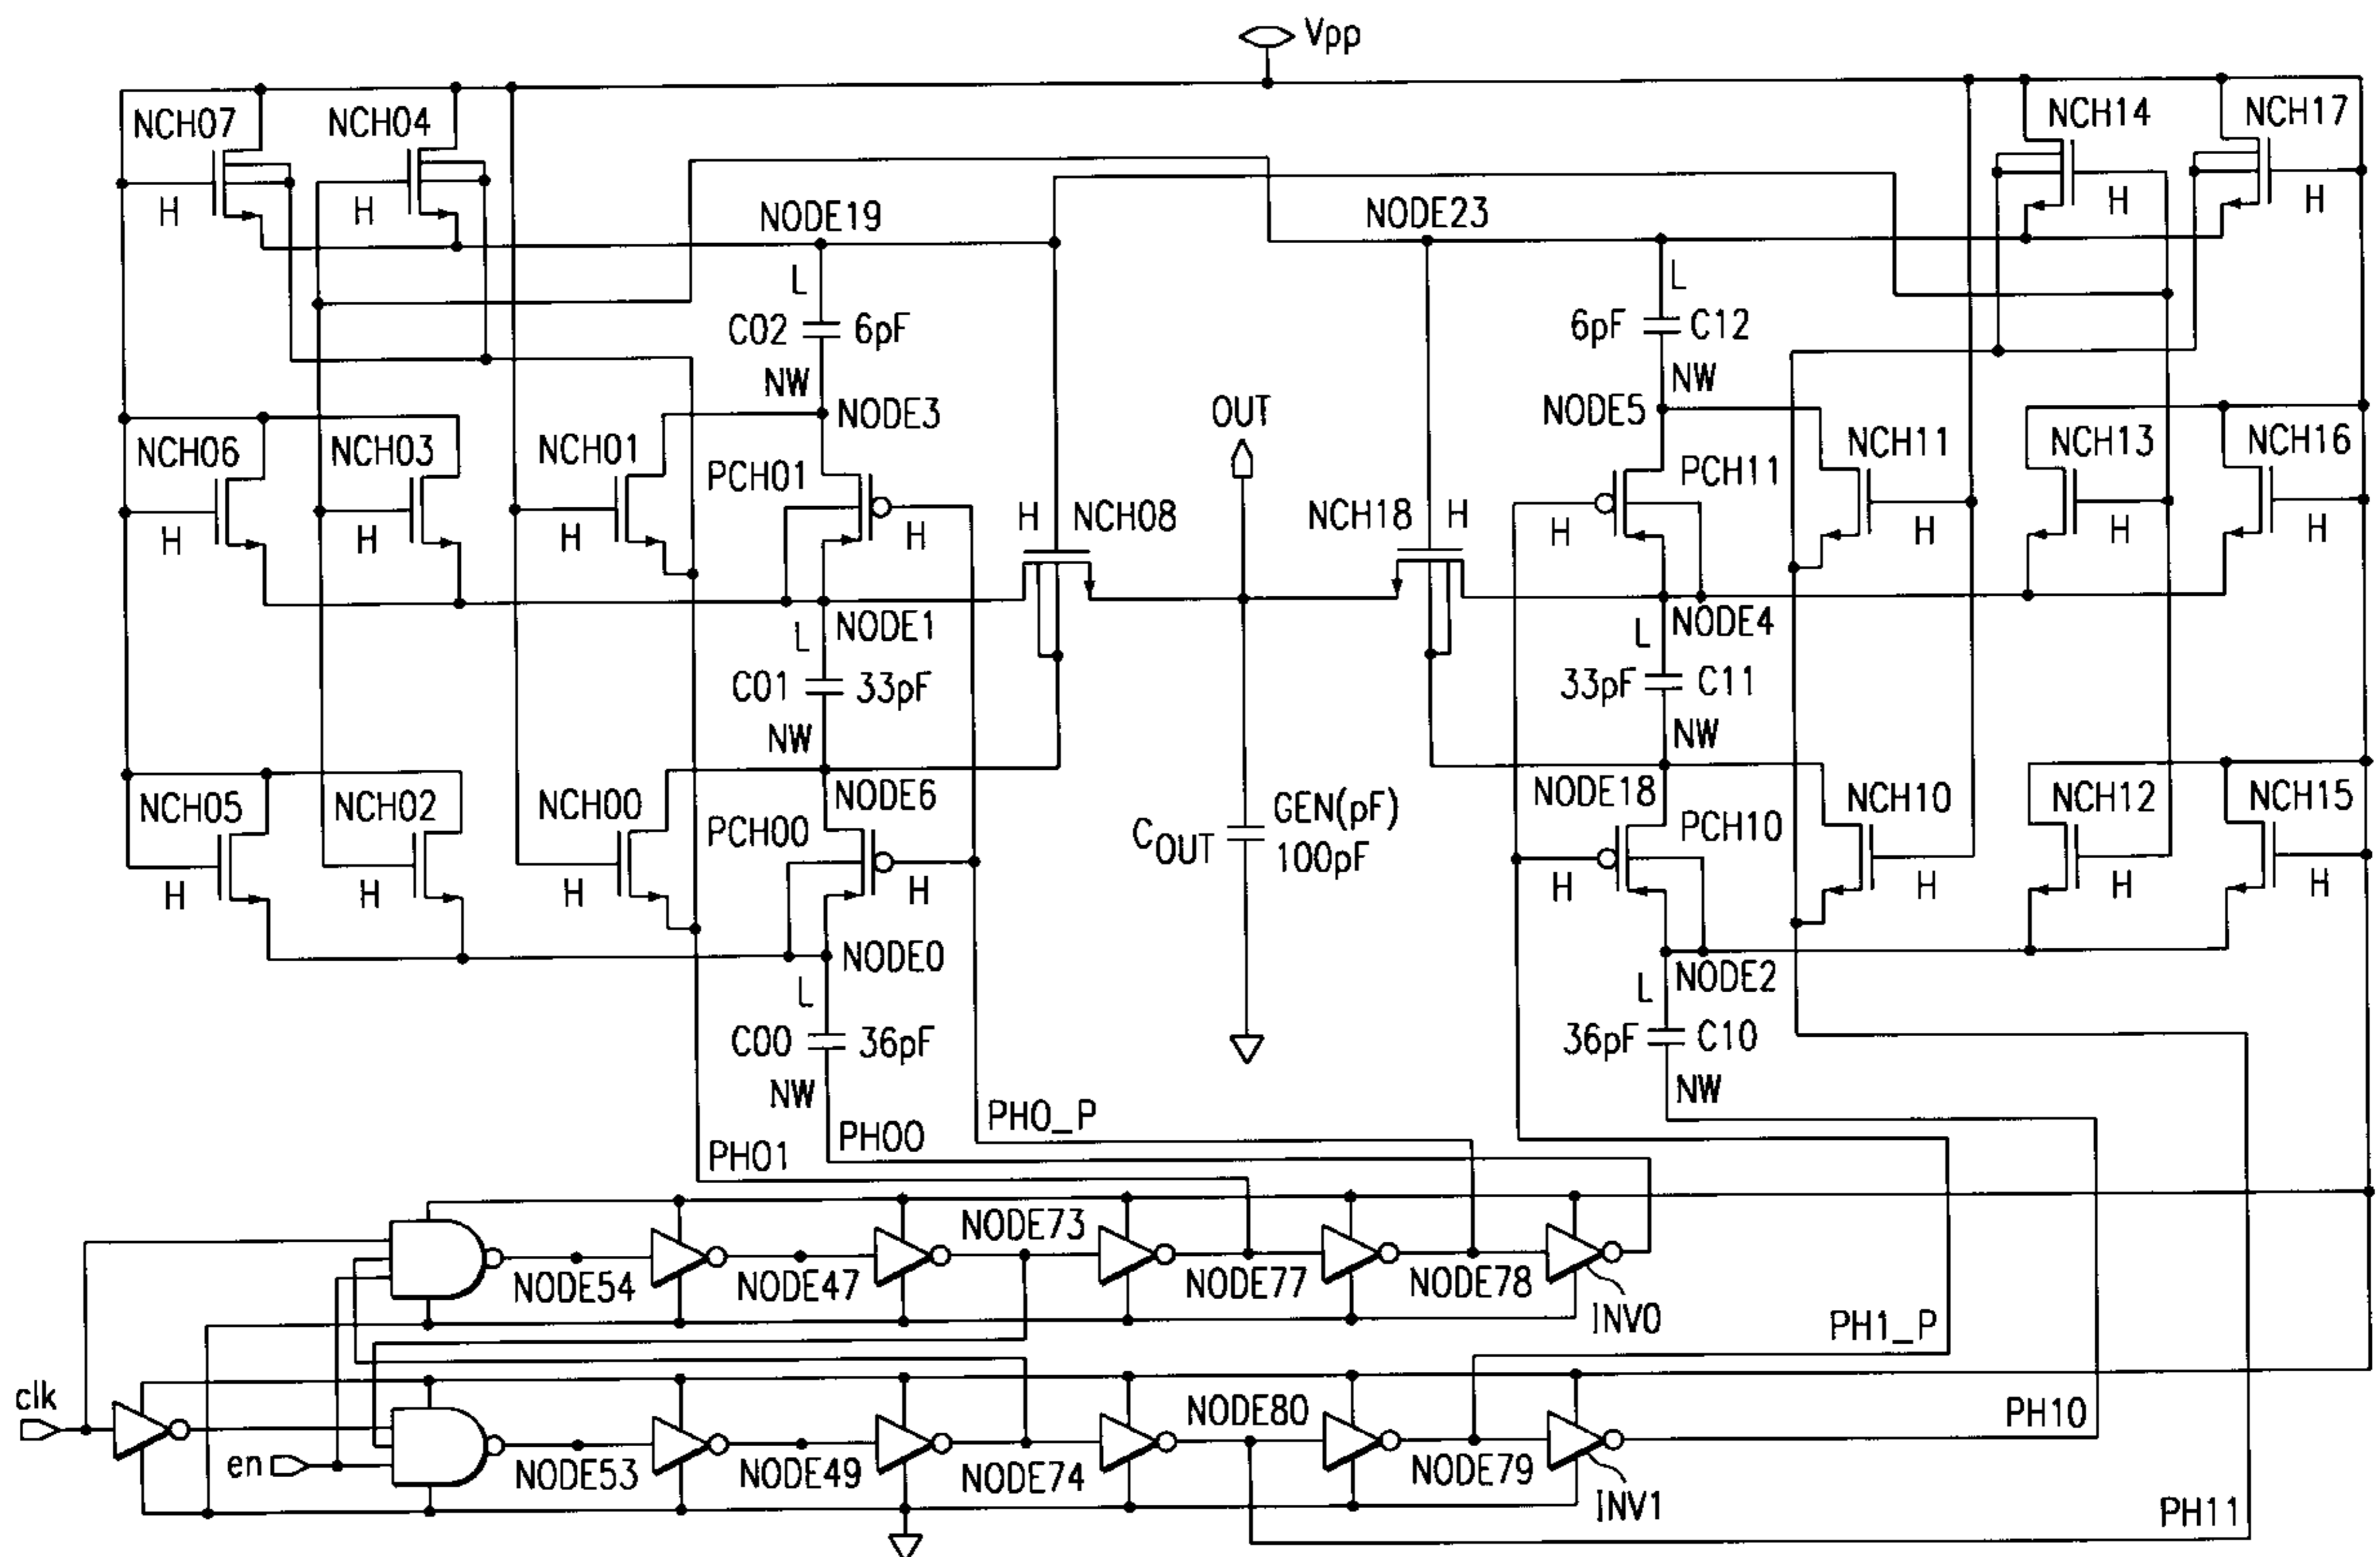 Vpp
NCH07
NCH04
NCH14
NCH17
H
H
H
H
NODE19
NODE23
L
L
C02
6pF
6pF
C12
NW
NW
NODE3
OUT
NODE5
NCH06
NCH03
NCH01
PCH01
PCH11
NCH11
NCH13
NCH16
H
H
H
H
H
NCH08
NCH18
H
H
H
H
H
NODE1
NODE4
L
L
C01
33pF
33pF
C11
NW
NW
NODE6
NODE18
NCH05
NCH02
NCH00
PCH00
COUT
GEN(pF)
100pF
PCH10
NCH10
NCH12
NCH15
H
H
H
H
H
H
H
H
NODE0
NODE2
L
L
C00
36pF
36pF
C10
NW
NW
PH0_P
PH00
PH01
NODE73
NODE54
NODE47
NODE77
NODE78
INV0
PH1_P
clk
NODE80
PH10
en
NODE53
NODE49
NODE74
NODE79
INV1
PH11